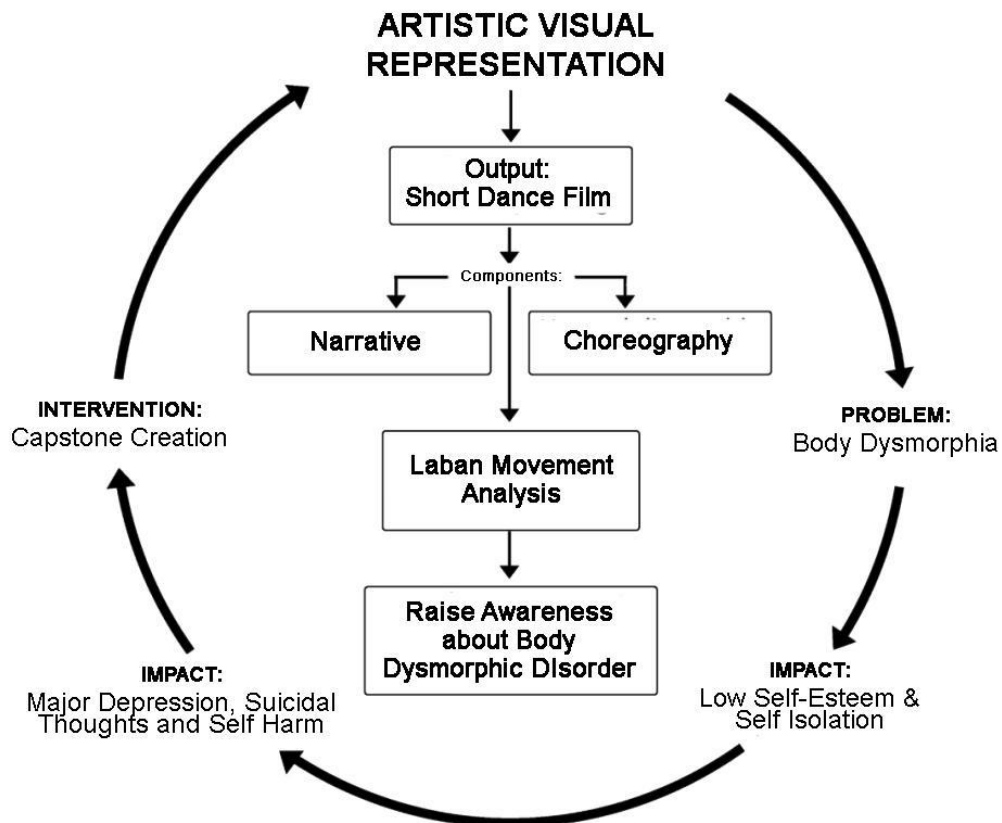 ARTISTIC VISUAL
REPRESENTATION
Output:
Short Dance Film
Components:
Narrative
Choreography
INTERVENTION:
Capstone Creation
PROBLEM:
Body Dysmorphia
Laban Movement
Analysis
Raise Awareness
about Body
Dysmorphic DIsorder
IMPACT:
Major Depression, Suicidal
Thoughts and Self Harm
IMPACT:
Low Self-Esteem &
Self Isolation